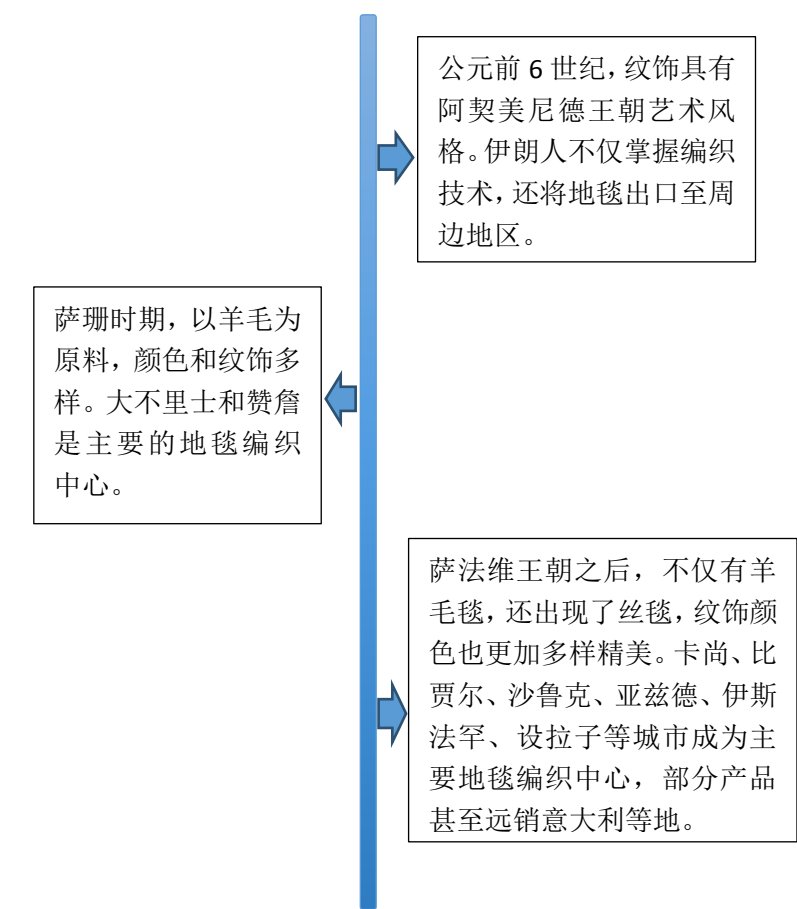 公元前 6 世纪，纹饰具有
阿契美尼德王朝艺术风
格。伊朗人不仅掌握编织
技术，还将地毯出口至周
边地区。
萨珊时期，以羊毛为
原料，颜色和纹饰多
样。大不里士和赞詹
是主要的地毯编织
中心。
萨法维王朝之后，不仅有羊
毛毯，还出现了丝毯，纹饰颜
色也更加多样精美。卡尚、比
贾尔、沙鲁克、亚兹德、伊斯
法罕、设拉子等城市成为主
要地毯编织中心，部分产品
甚至远销意大利等地。